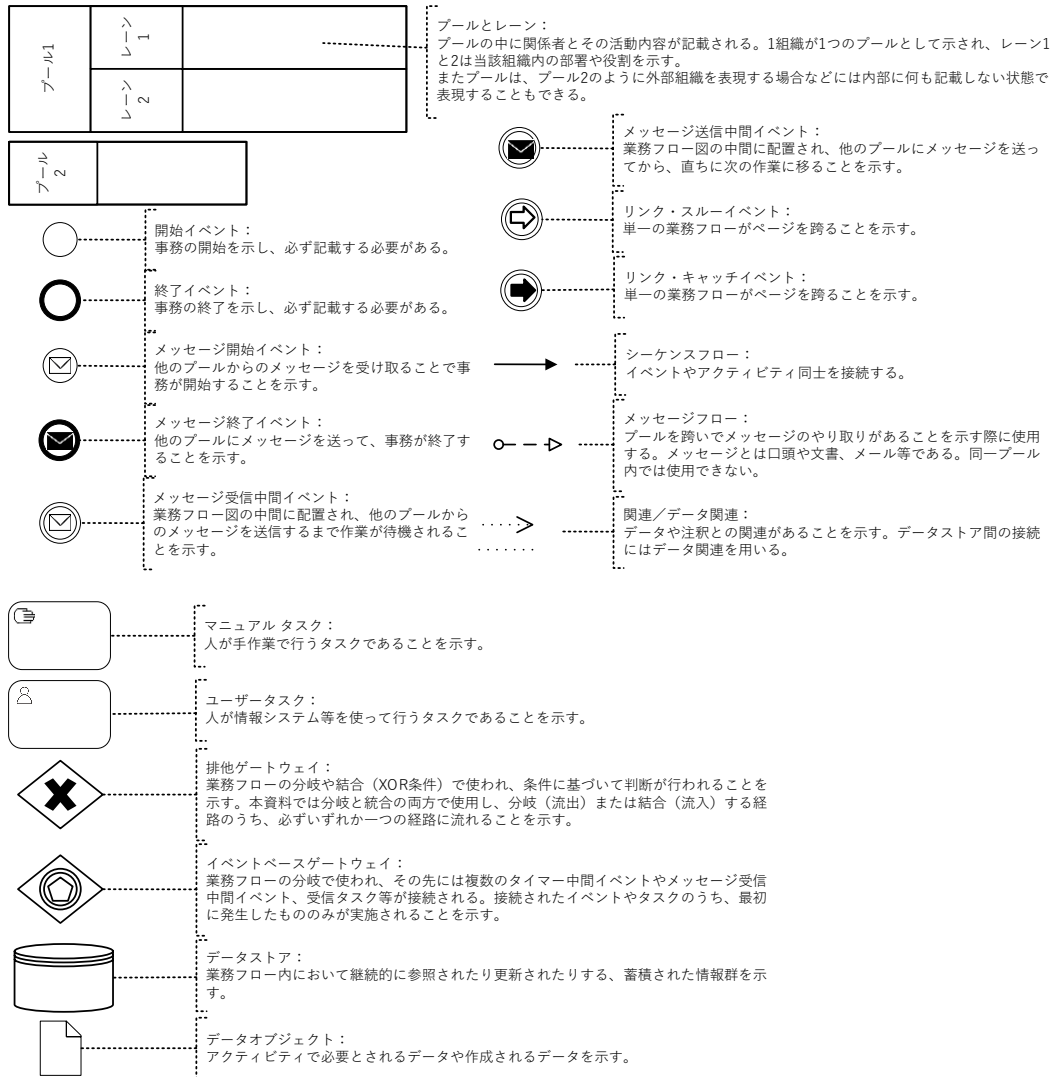 プール1
レーン1
レーン2
プールとレーン：
プールの中に関係者とその活動内容が記載される。1組織が1つのプールとして示され、レーン1
と2は当該組織内の部署や役割を示す。
またプールは、プール2のように外部組織を表現する場合などには内部に何も記載しない状態で
表現することもできる。
プール2
開始イベント：
事務の開始を示し、必ず記載する必要がある。
終了イベント：
事務の終了を示し、必ず記載する必要がある。
メッセージ開始イベント：
他のプールからのメッセージを受け取ることで事
務が開始することを示す。
メッセージ終了イベント：
他のプールにメッセージを送って、事務が終了す
ることを示す。
メッセージ受信中間イベント：
業務フロー図の中間に配置され、他のプールから
のメッセージを送信するまで作業が待機されるこ
とを示す。
メッセージ送信中間イベント：
業務フロー図の中間に配置され、他のプールにメッセージを送っ
てから、直ちに次の作業に移ることを示す。
リンク・スルーイベント：
単一の業務フローがページを跨ることを示す。
リンク・キャッチイベント：
単一の業務フローがページを跨ることを示す。
シーケンスフロー：
イベントやアクティビティ同士を接続する。
メッセージフロー：
プールを跨いでメッセージのやり取りがあることを示す際に使用
する。メッセージとは口頭や文書、メール等である。同一プール
内では使用できない。
関連／データ関連：
データや注釈との関連があることを示す。データストア間の接続
にはデータ関連を用いる。
マニュアル タスク：
人が手作業で行うタスクであることを示す。
ユーザータスク：
人が情報システム等を使って行うタスクであることを示す。
排他ゲートウェイ：
業務フローの分岐や結合（XOR条件）で使われ、条件に基づいて判断が行われることを
示す。本資料では分岐と統合の両方で使用し、分岐（流出）または結合（流入）する経
路のうち、必ずいずれか一つの経路に流れることを示す。
イベントベースゲートウェイ：
業務フローの分岐で使われ、その先には複数のタイマー中間イベントやメッセージ受信
中間イベント、受信タスク等が接続される。接続されたイベントやタスクのうち、最初
に発生したもののみが実施されることを示す。
データストア：
業務フロー内において継続的に参照されたり更新されたりする、蓄積された情報群を示
す。
データオブジェクト：
アクティビティで必要とされるデータや作成されるデータを示す。